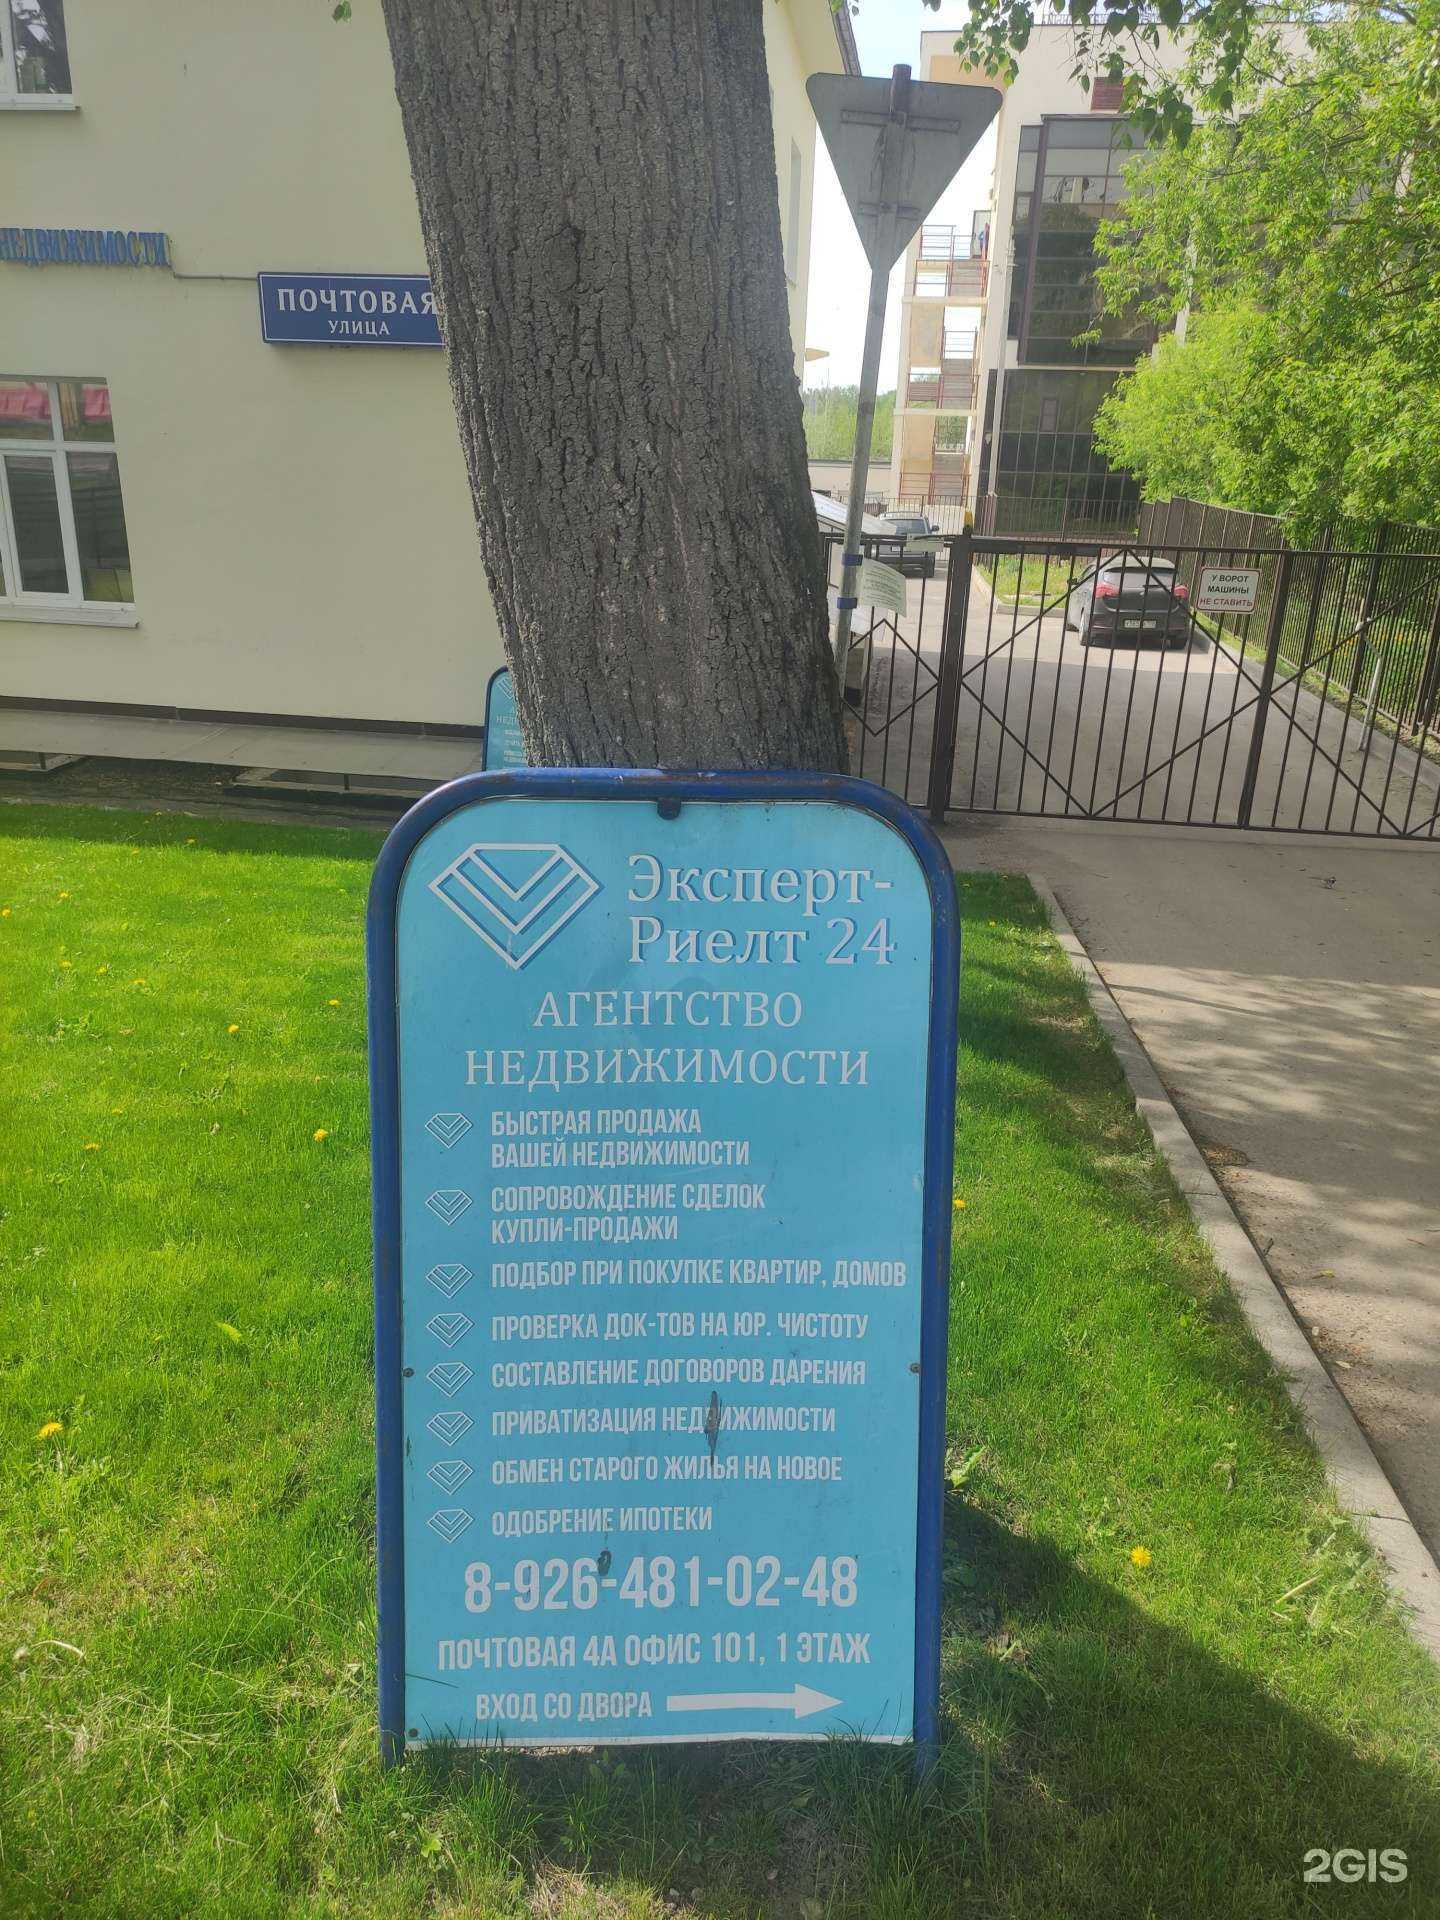 НЕДВИЖИМОСТИ
ПОЧТОВАЯ
УЛИЦА
У ВОРОТ
МАШИНЫ
НЕ СТАВИТЬ
Эксперт-
Риелт 24
АГЕНТСТВО
НЕДВИЖИМОСТИ
БЫСТРАЯ ПРОДАЖА
ВАШЕЙ НЕДВИЖИМОСТИ
СОПРОВОЖДЕНИЕ СДЕЛОК
КУПЛИ-ПРОДАЖИ
ПОДБОР ПРИ ПОКУПКЕ КВАРТИР, ДОМОВ
ПРОВЕРКА ДОК-ТОВ НА ЮР. ЧИСТОТУ
СОСТАВЛЕНИЕ ДОГОВОРОВ ДАРЕНИЯ
ПРИВАТИЗАЦИЯ НЕДВИЖИМОСТИ
ОБМЕН СТАРОГО ЖИЛЬЯ НА НОВОЕ
ОДОБРЕНИЕ ИПОТЕКИ
8-926-481-02-48
ПОЧТОВАЯ 4А ОФИС 101, 1 ЭТАЖ
ВХОД СО ДВОРА
2GIS